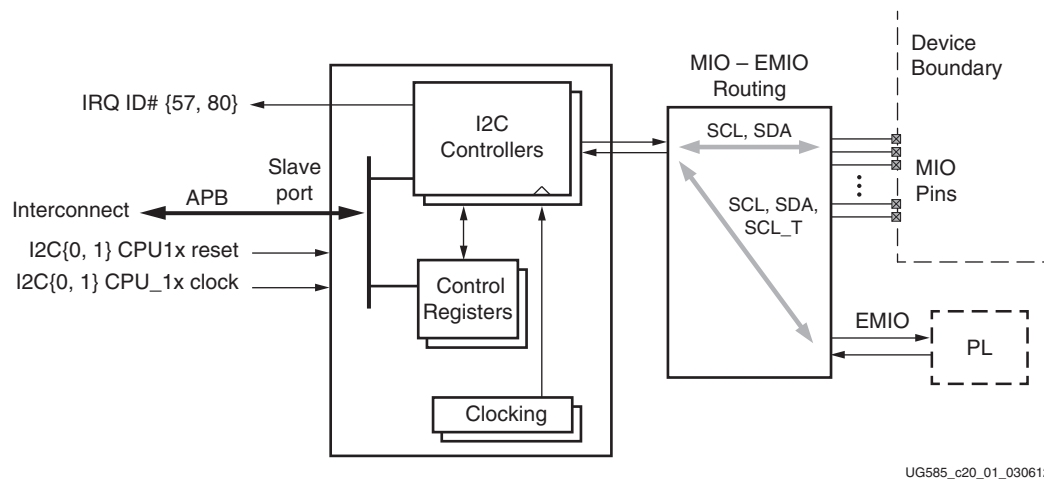 IRQ ID# {57, 80}
Interconnect
APB
Slave
port
I2C{0, 1} CPU1x reset
I2C{0, 1} CPU_1x clock
I2C
Controllers
Control
Registers
Clocking
MIO – EMIO
Routing
SCL, SDA
SCL, SDA,
SCL_T
Device
Boundary
MIO
Pins
EMIO
PL
UG585_c20_01_030612